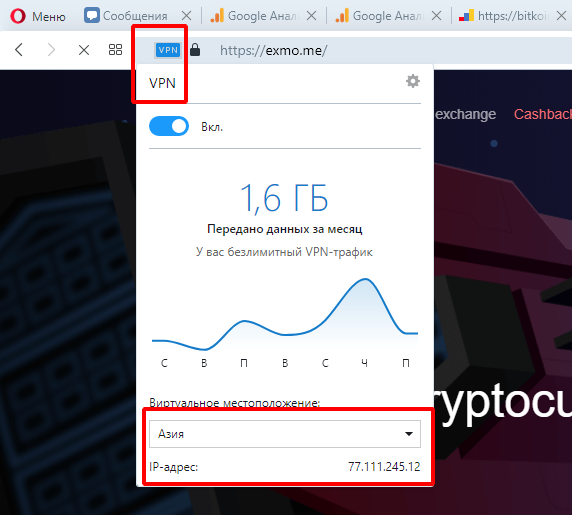 Меню
Сообщения
Google Анал
Google Анал
https://bitkoi
VPN
https://exmo.me/
VPN
exchange
Cashback
Вкл.
1,6 ГБ
Передано данных за месяц
У вас безлимитный VPN-трафик
С В П В С Ч П
Виртуальное местоположение:
ryptocu
Азия
IP-адрес: 77.111.245.12